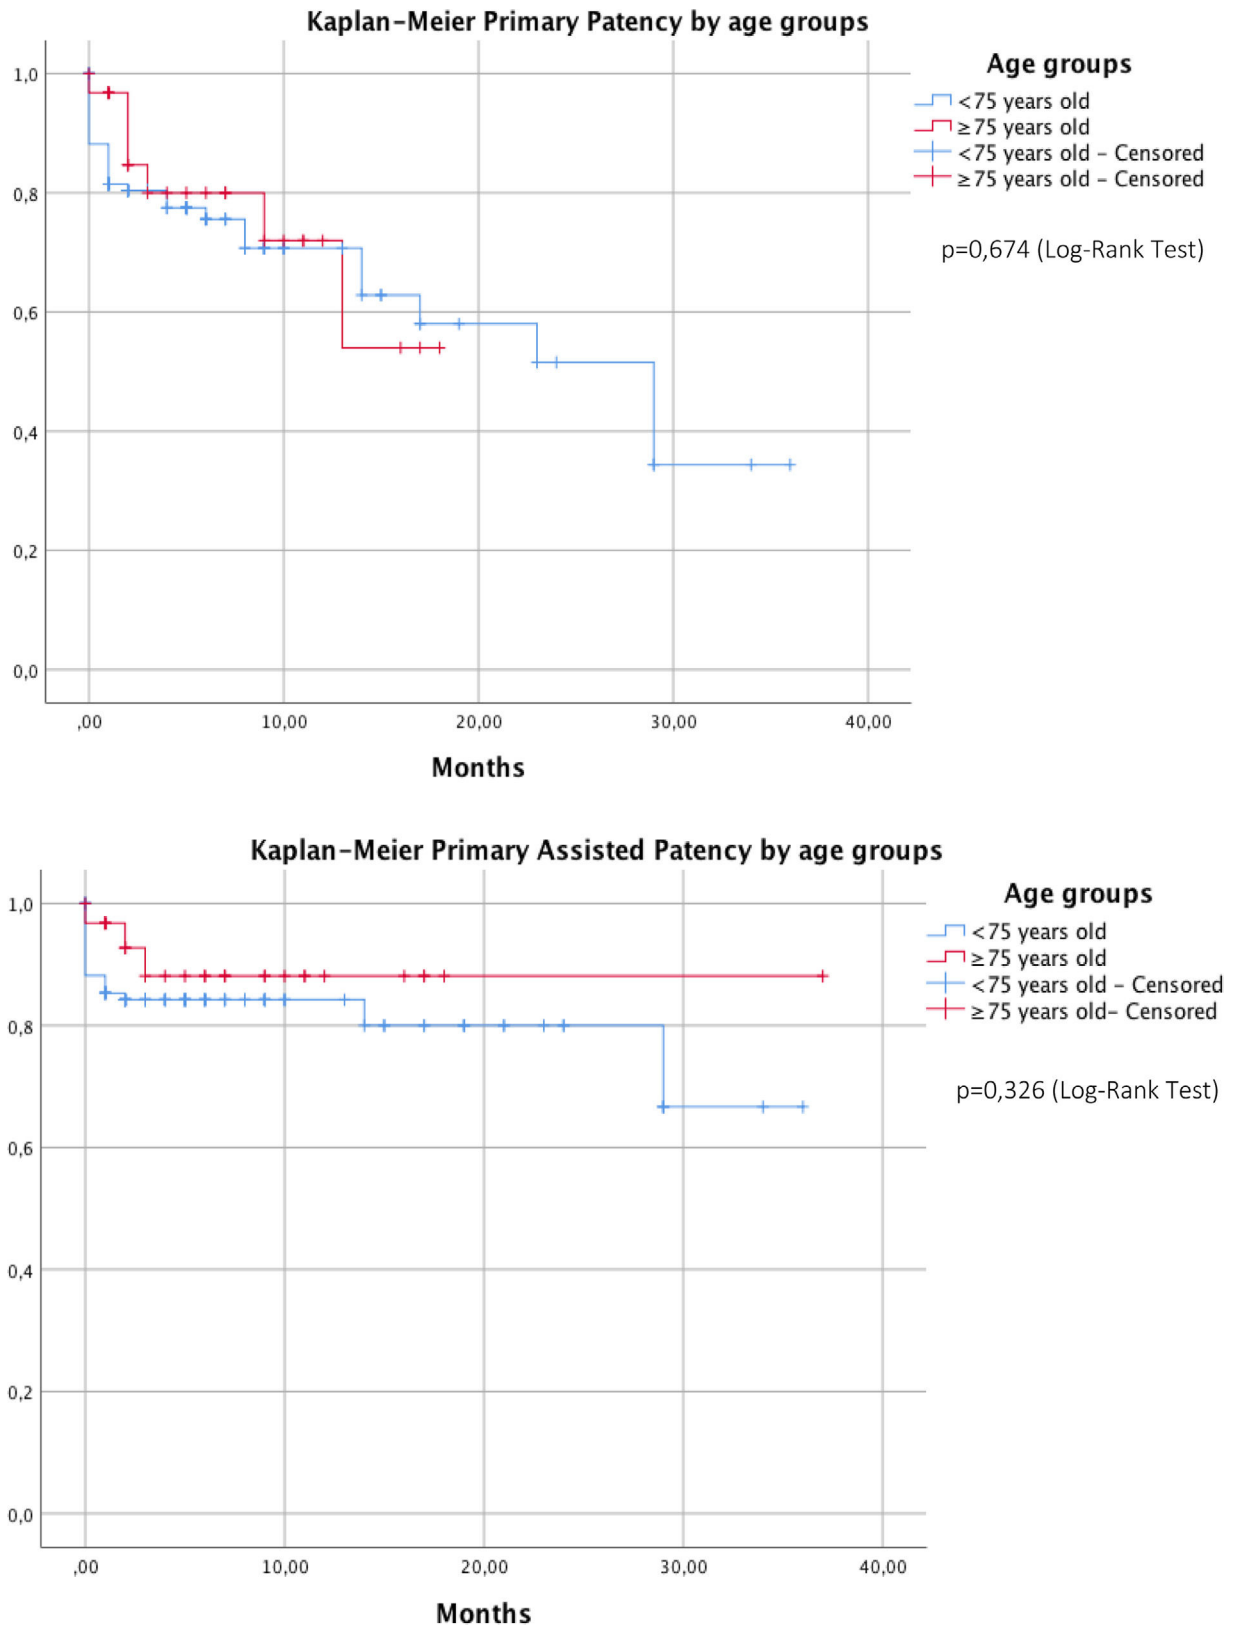 Kaplan-Meier Primary Patency by age groups
Age groups
<75 years old
≥75 years old
<75 years old - Censored
≥75 years old - Censored
p=0,674 (Log-Rank Test)
1,0
0,8
0,6
0,4
0,2
0,0
,00 10,00 20,00 30,00 40,00
Months
Kaplan-Meier Primary Assisted Patency by age groups
Age groups
<75 years old
≥75 years old
<75 years old - Censored
≥75 years old- Censored
p=0,326 (Log-Rank Test)
1,0
0,8
0,6
0,4
0,2
0,0
,00 10,00 20,00 30,00 40,00
Months